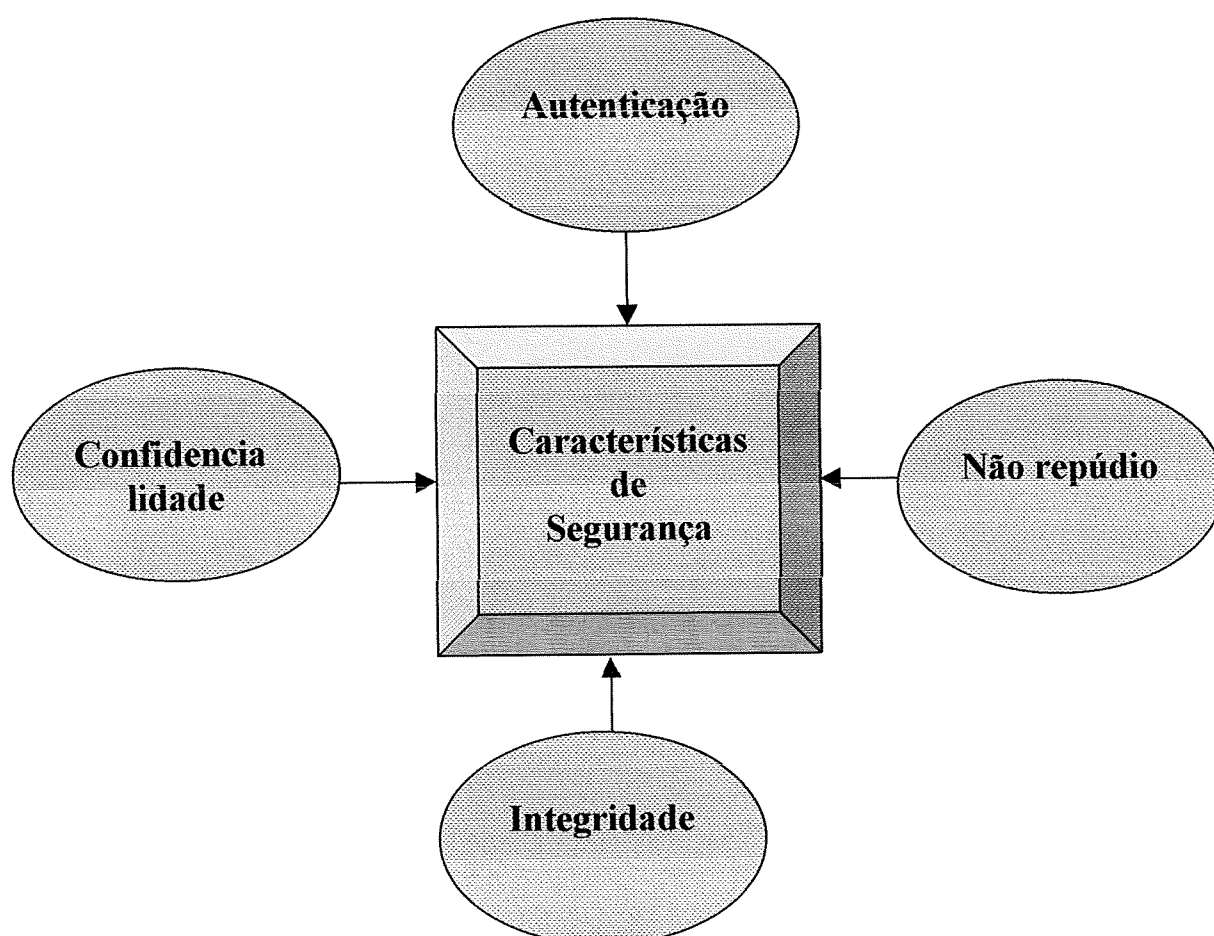 Autenticação
Confidencia
lidade
Características
de
Segurança
Não repúdio
Integridade